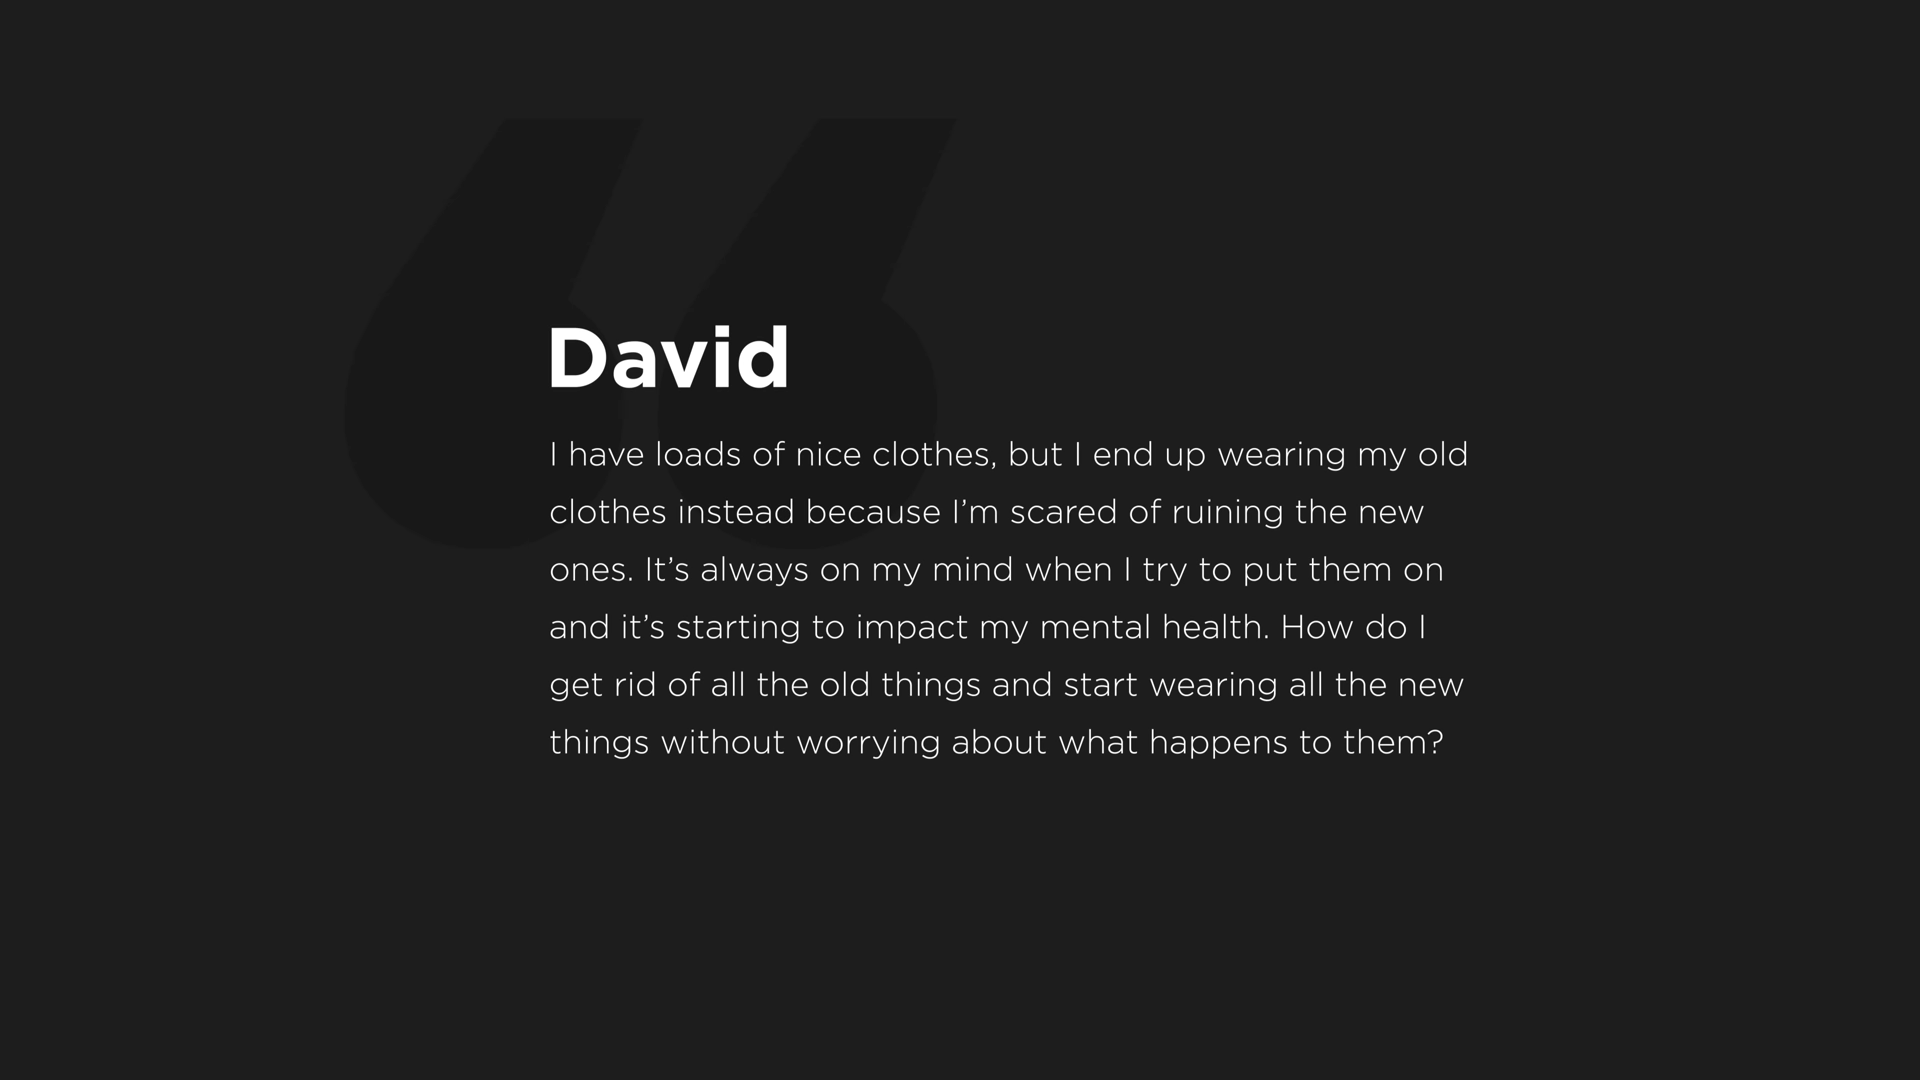 David
I have loads of nice clothes, but I end up wearing my old
clothes instead because I’m scared of ruining the new
ones. It’s always on my mind when I try to put them on
and it’s starting to impact my mental health. How do I
get rid of all the old things and start wearing all the new
things without worrying about what happens to them?